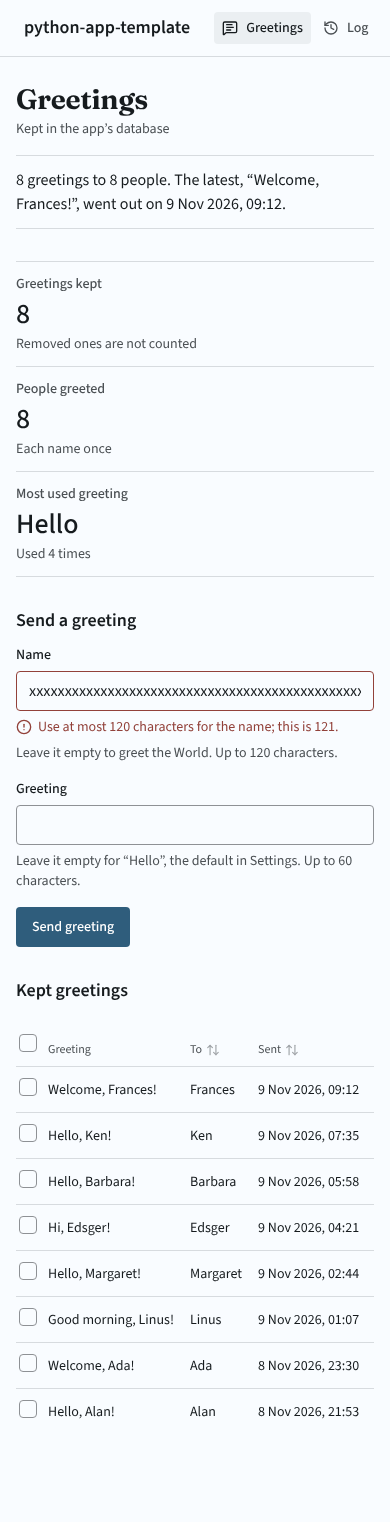 python-app-template Greetings Log
Greetings
Kept in the app’s database
8 greetings to 8 people. The latest, “Welcome,
Frances!”, went out on 9 Nov 2026, 09:12.
Greetings kept
8
Removed ones are not counted
People greeted
8
Each name once
Most used greeting
Hello
Used 4 times
Send a greeting
Name
xxxxxxxxxxxxxxxxxxxxxxxxxxxxxxxxxxxxxxxxxxxxxxxx
Use at most 120 characters for the name; this is 121.
Leave it empty to greet the World. Up to 120 characters.
Greeting
Leave it empty for “Hello”, the default in Settings. Up to 60
characters.
Send greeting
Kept greetings
Greeting To Sent
Welcome, Frances! Frances 9 Nov 2026, 09:12
Hello, Ken! Ken 9 Nov 2026, 07:35
Hello, Barbara! Barbara 9 Nov 2026, 05:58
Hi, Edsger! Edsger 9 Nov 2026, 04:21
Hello, Margaret! Margaret 9 Nov 2026, 02:44
Good morning, Linus! Linus 9 Nov 2026, 01:07
Welcome, Ada! Ada 8 Nov 2026, 23:30
Hello, Alan! Alan 8 Nov 2026, 21:53